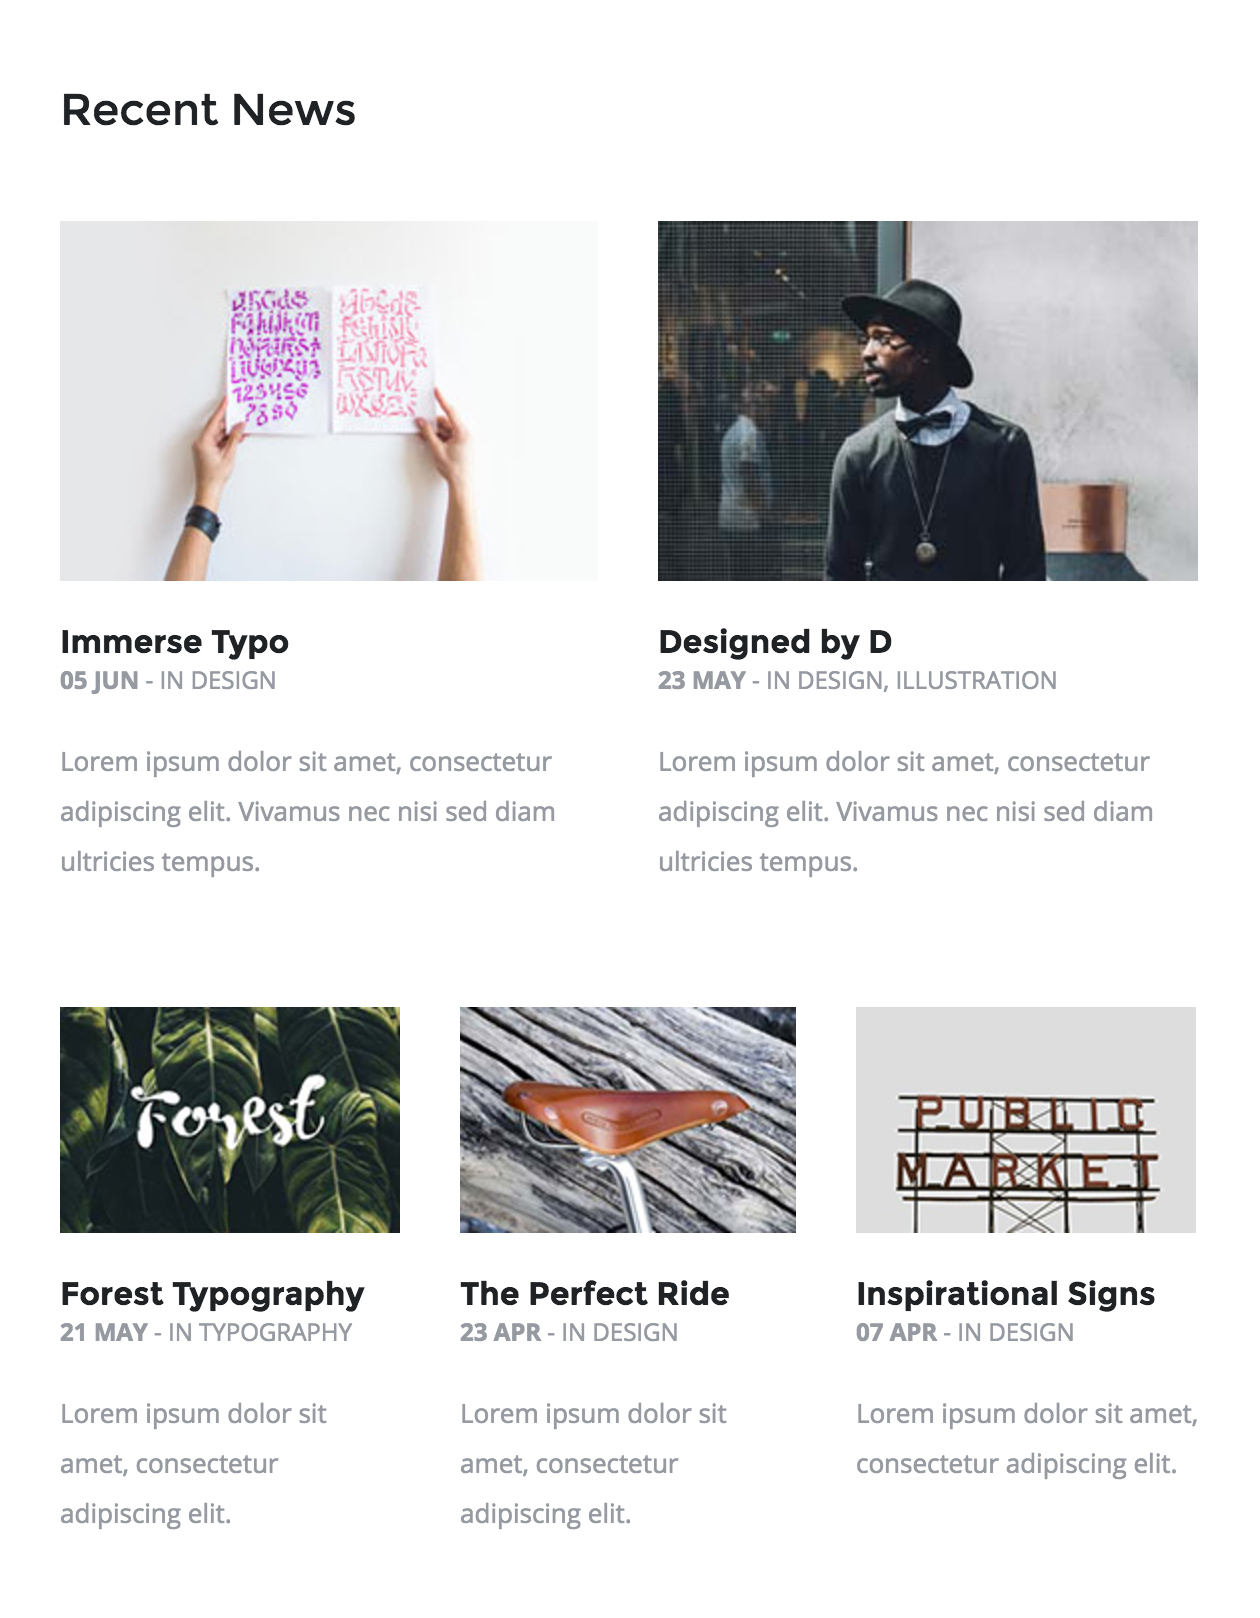 Recent News
Immerse Typo
05 JUN - IN DESIGN
Lorem ipsum dolor sit amet, consectetur
adipiscing elit. Vivamus nec nisi sed diam
ultricies tempus.
Designed by D
23 MAY - IN DESIGN, ILLUSTRATION
Lorem ipsum dolor sit amet, consectetur
adipiscing elit. Vivamus nec nisi sed diam
ultricies tempus.
Forest
Forest Typography
21 MAY - IN TYPOGRAPHY
Lorem ipsum dolor sit
amet, consectetur
adipiscing elit.
The Perfect Ride
23 APR - IN DESIGN
Lorem ipsum dolor sit
amet, consectetur
adipiscing elit.
PUBLIC
MARKET
Inspirational Signs
07 APR - IN DESIGN
Lorem ipsum dolor sit amet,
consectetur adipiscing elit.